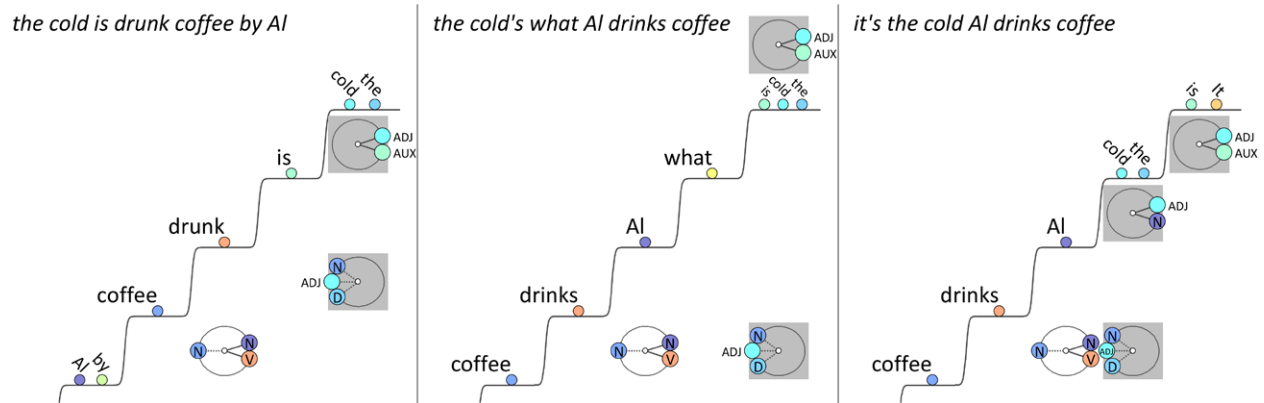 the cold is drunk coffee by Al
cold the
ADJ
AUX
is
drunk
N
ADJ
D
coffee
N
N
V
Al by
the cold's what Al drinks coffee
ADJ
AUX
is cold the
what
Al
drinks
N
N
V
N
ADJ
D
coffee
it's the cold Al drinks coffee
is It
ADJ
AUX
cold the
ADJ
N
Al
drinks
N
N
V
N
ADJ
D
coffee